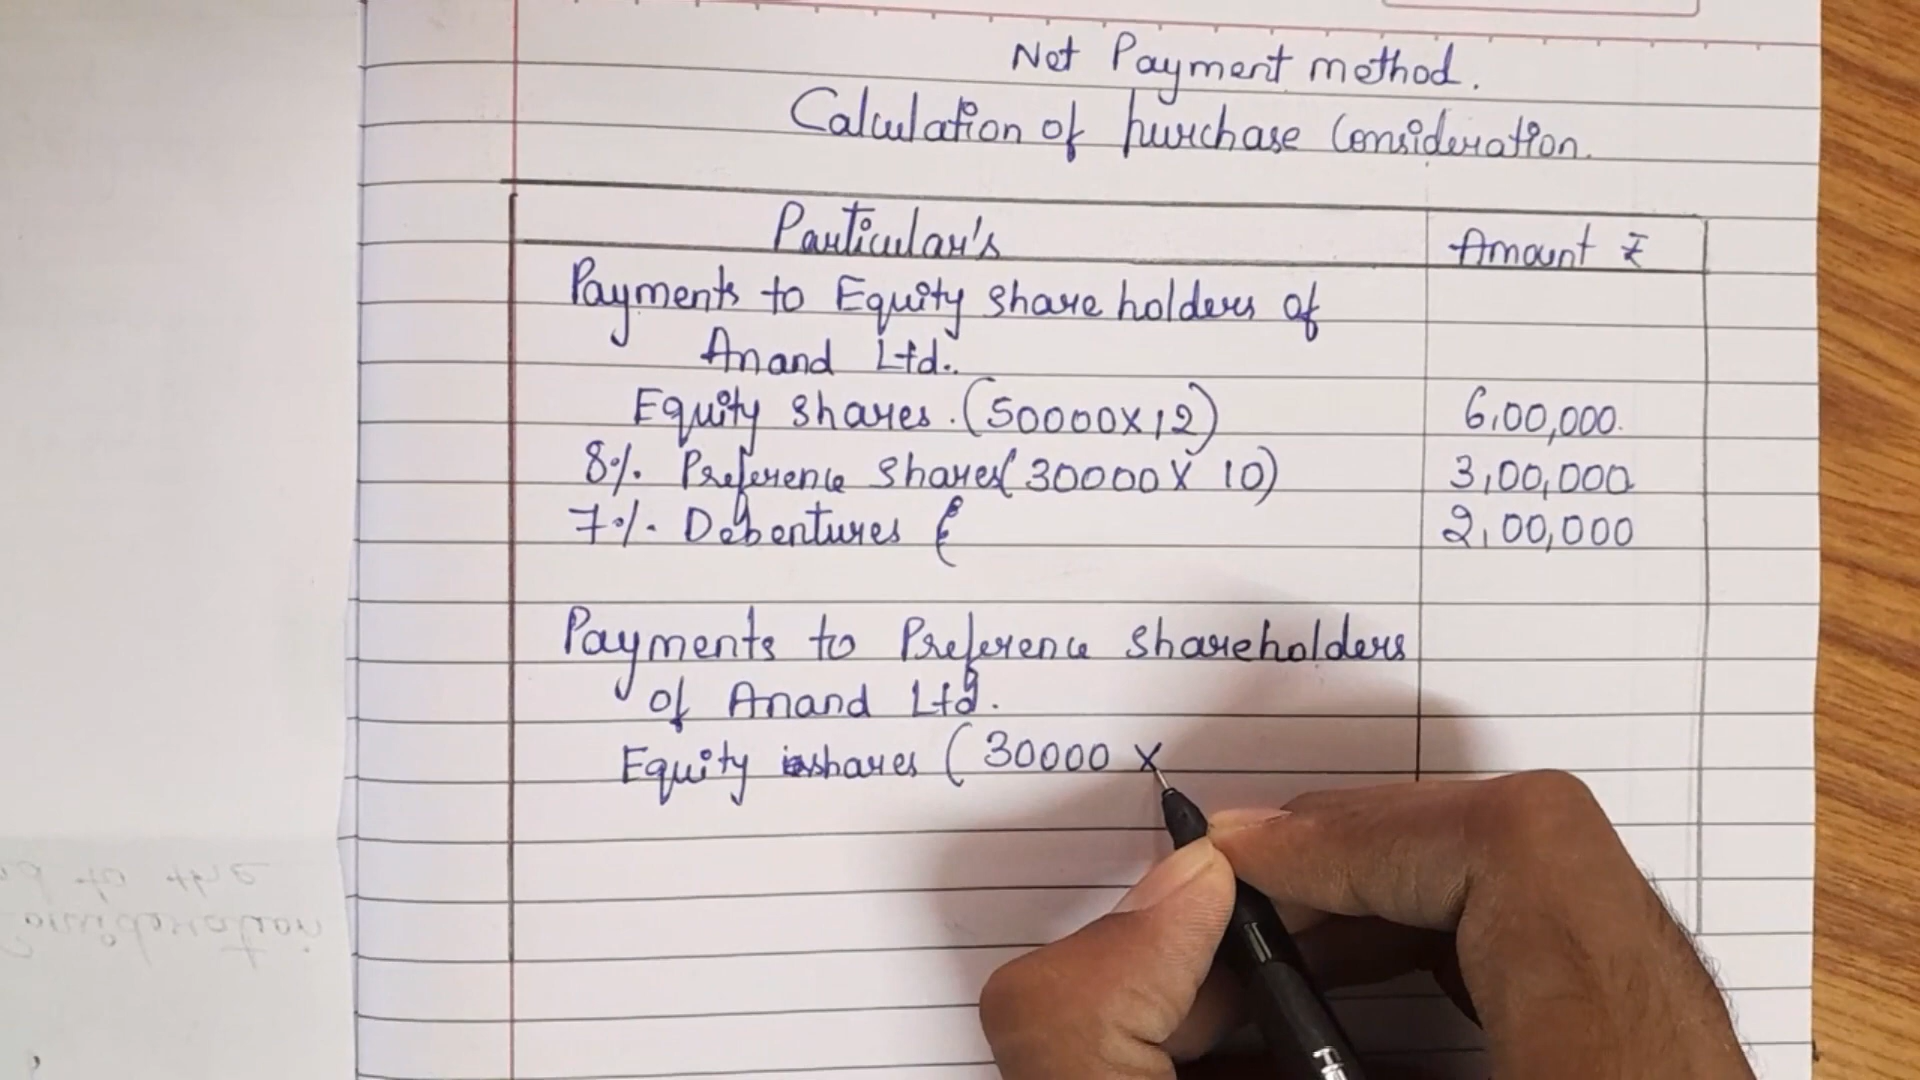 Net Payment method.
Calculation of purchase Consideration.
Particular's Amount ₹
Payments to Equity share holders of
Anand Ltd..
Equity shares. (50000x12) 6,00,000.
8%. Preference Shares(30000 X 10) 3,00,000
7%. Debentures ( 2,00,000
Payments to Preference shareholders
of Anand Ltd.
Equity shares (30000 x